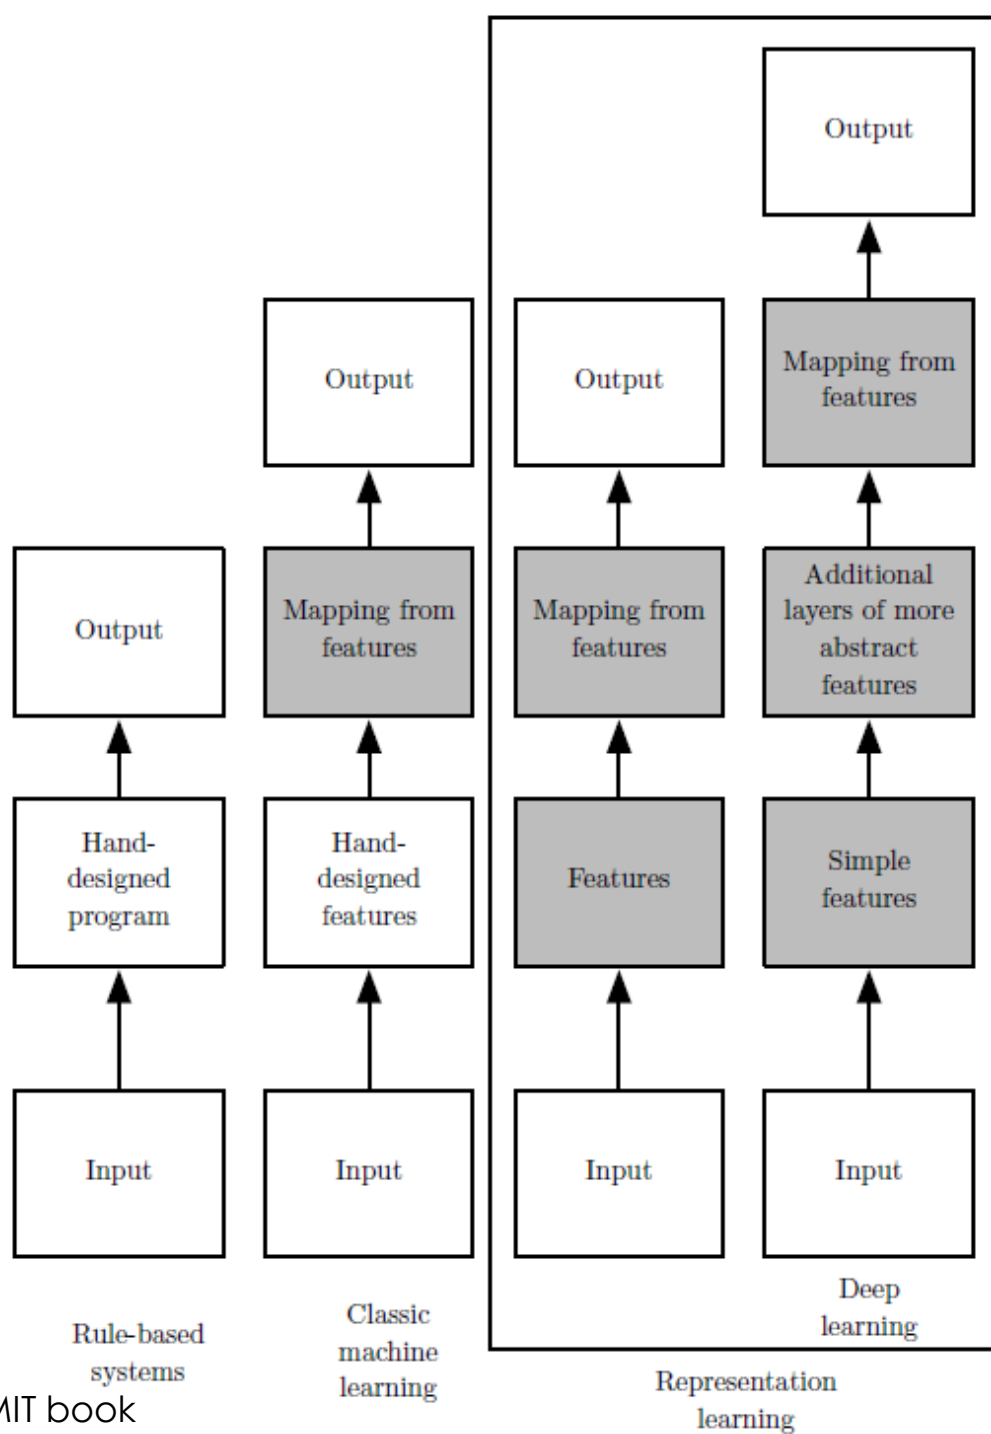 Output
Output
Output
Mapping from
features
Output
Mapping from
features
Mapping from
features
Additional
layers of more
abstract
features
Hand-
designed
program
Hand-
designed
features
Features
Simple
features
Input
Input
Input
Input
Rule-based
systems
Classic
machine
learning
Deep
learning
Representation
learning
MIT book